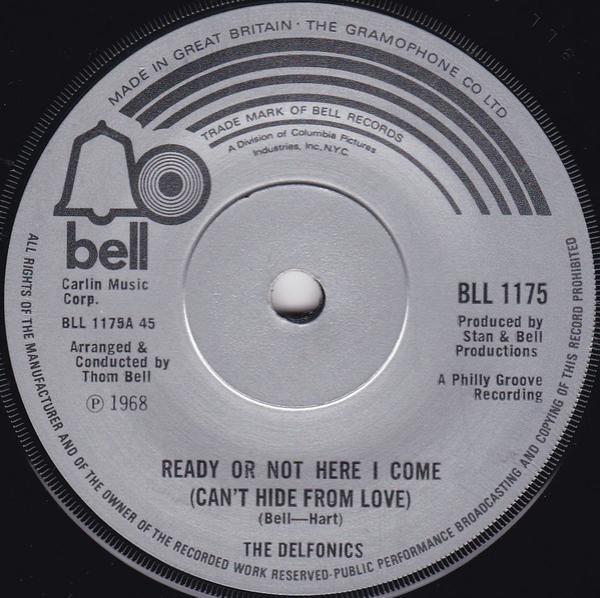 MADE IN GREAT BRITAIN · THE GRAMOPHONE CO LTD
TRADE MARK OF BELL RECORDS
A Division of Columbia Pictures
Industries, Inc, N.Y.C.
bell
Carlin Music
Corp.
BLL 1175A 45
Arranged &
Conducted by
Thom Bell
Ⓟ 1968
BLL 1175
Produced by
Stan & Bell
Productions
A Philly Groove
Recording
READY OR NOT HERE I COME
(CAN'T HIDE FROM LOVE)
(Bell—Hart)
THE DELFONICS
ALL RIGHTS OF THE MANUFACTURER AND OF THE OWNER OF THE RECORDED WORK RESERVED-PUBLIC PERFORMANCE BROADCASTING AND COPYING OF THIS RECORD PROHIBITED